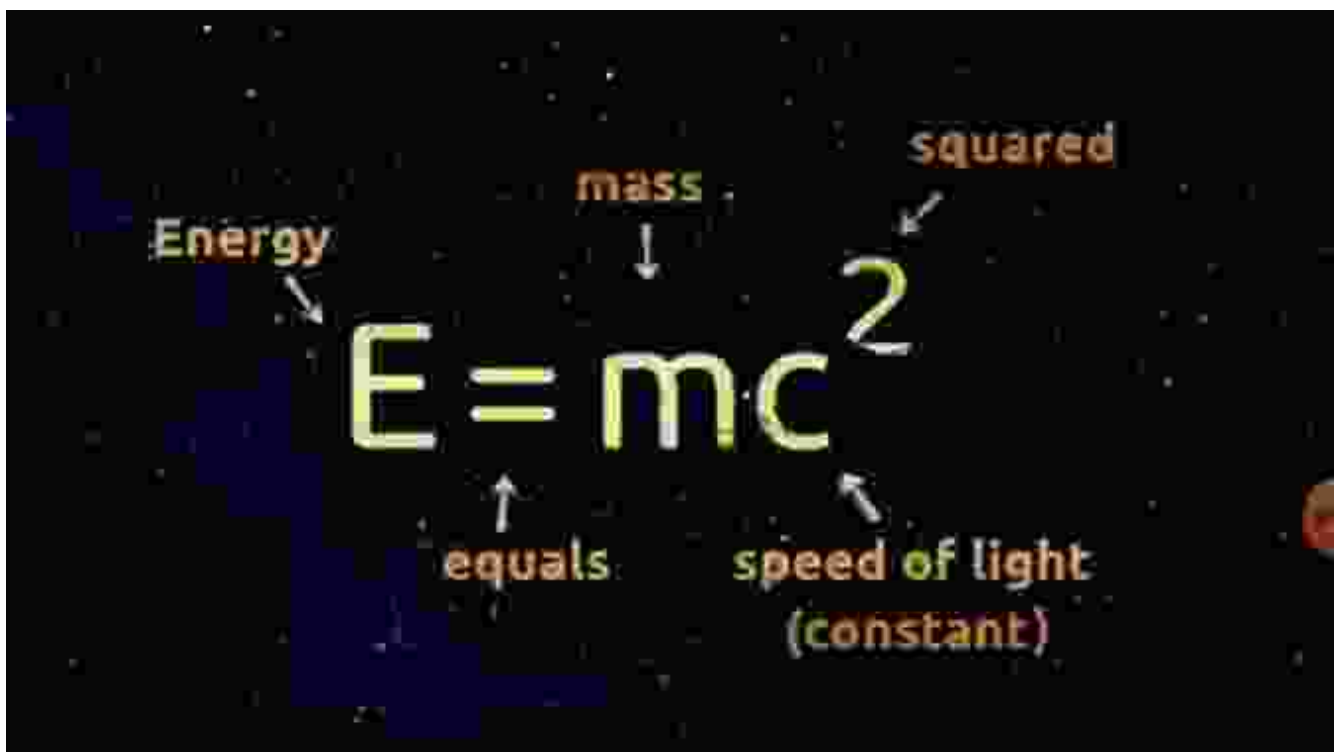 squared
mass
Energy
E = mc²
equals
speed of light
(constant)